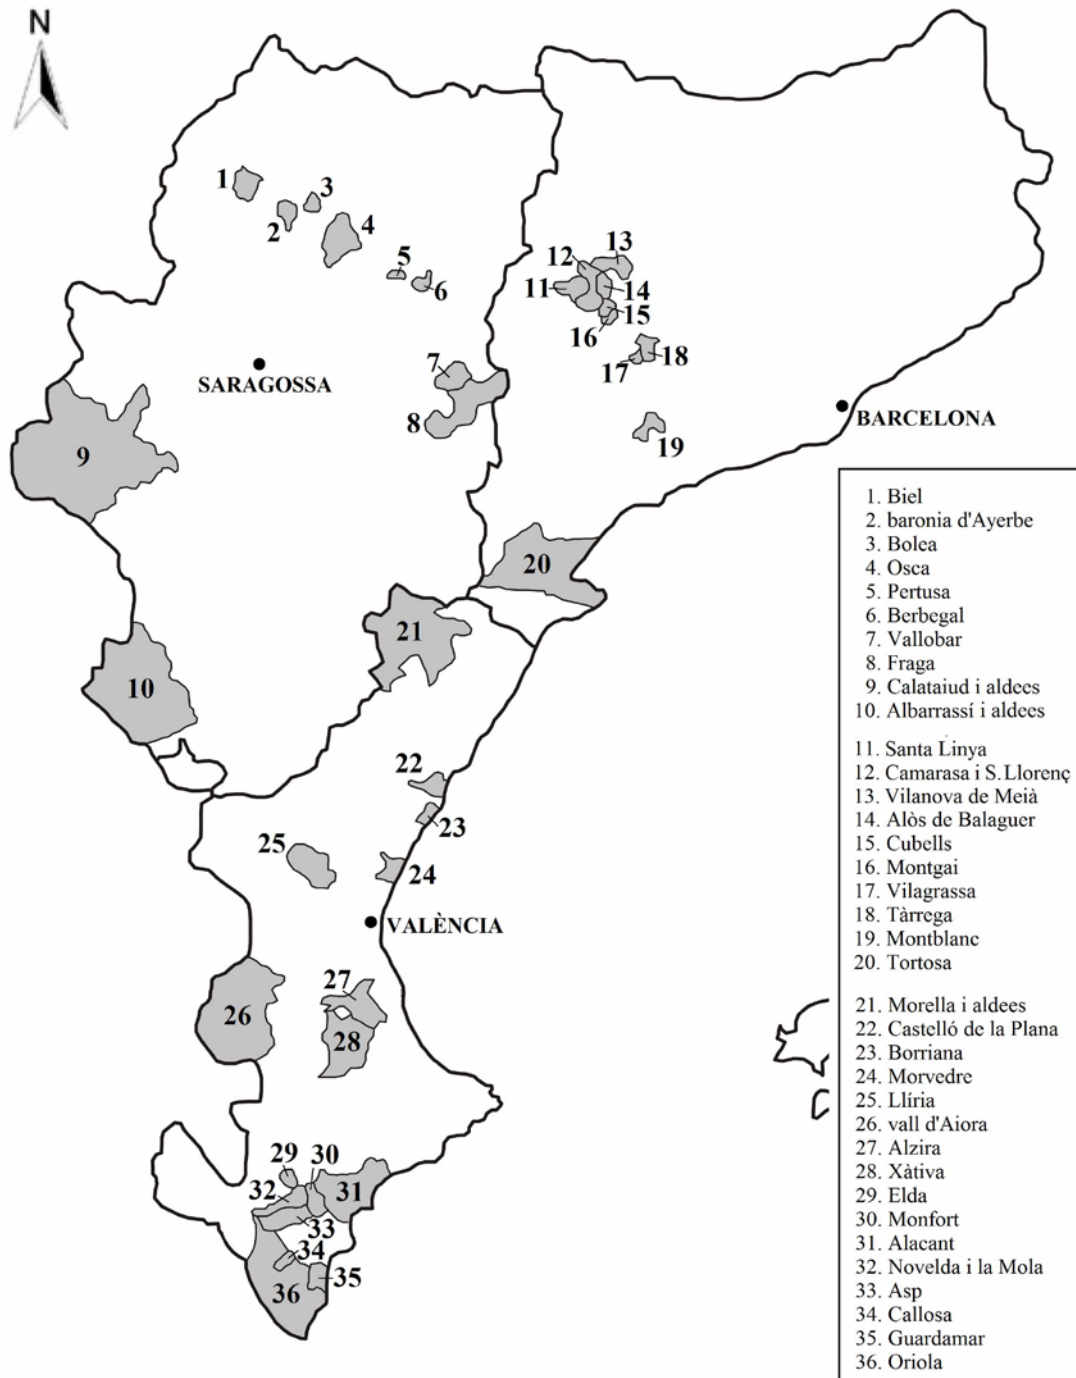 N
1
2
3
4
5
6
7
8
9
10
11
12
13
14
15
16
17
18
19
20
21
22
23
24
25
26
27
28
29
30
31
32
33
34
35
36
SARAGOSSA
BARCELONA
VALÈNCIA
1. Biel
2. baronia d'Ayerbe
3. Bolea
4. Osca
5. Pertusa
6. Berbegal
7. Vallobar
8. Fraga
9. Calataiud i aldees
10. Albarrassí i aldees
11. Santa Linya
12. Camarasa i S. Llorenç
13. Vilanova de Meià
14. Alòs de Balaguer
15. Cubells
16. Montgai
17. Vilagrassa
18. Tàrrega
19. Montblanc
20. Tortosa
21. Morella i aldees
22. Castelló de la Plana
23. Borriana
24. Morvedre
25. Llíria
26. vall d'Aiora
27. Alzira
28. Xàtiva
29. Elda
30. Monfort
31. Alacant
32. Novelda i la Mola
33. Asp
34. Callosa
35. Guardamar
36. Oriola